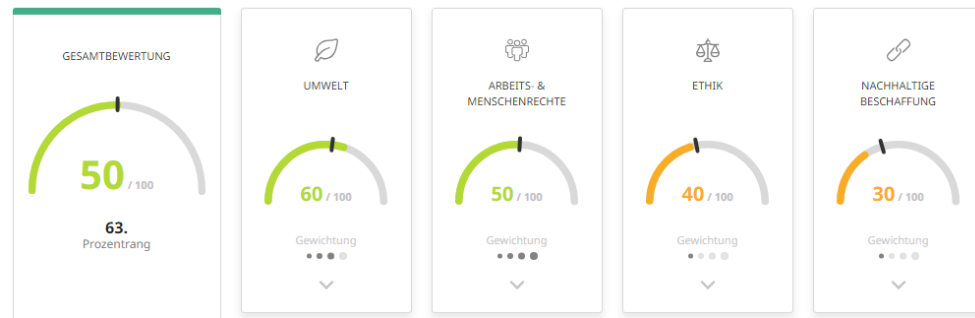 GESAMTBEWERTUNG
50 / 100
63.
Prozentrang
UMWELT
60 / 100
Gewichtung
ARBEITS- &
MENSCHENRECHTE
50 / 100
Gewichtung
ETHIK
40 / 100
Gewichtung
NACHHALTIGE
BESCHAFFUNG
30 / 100
Gewichtung